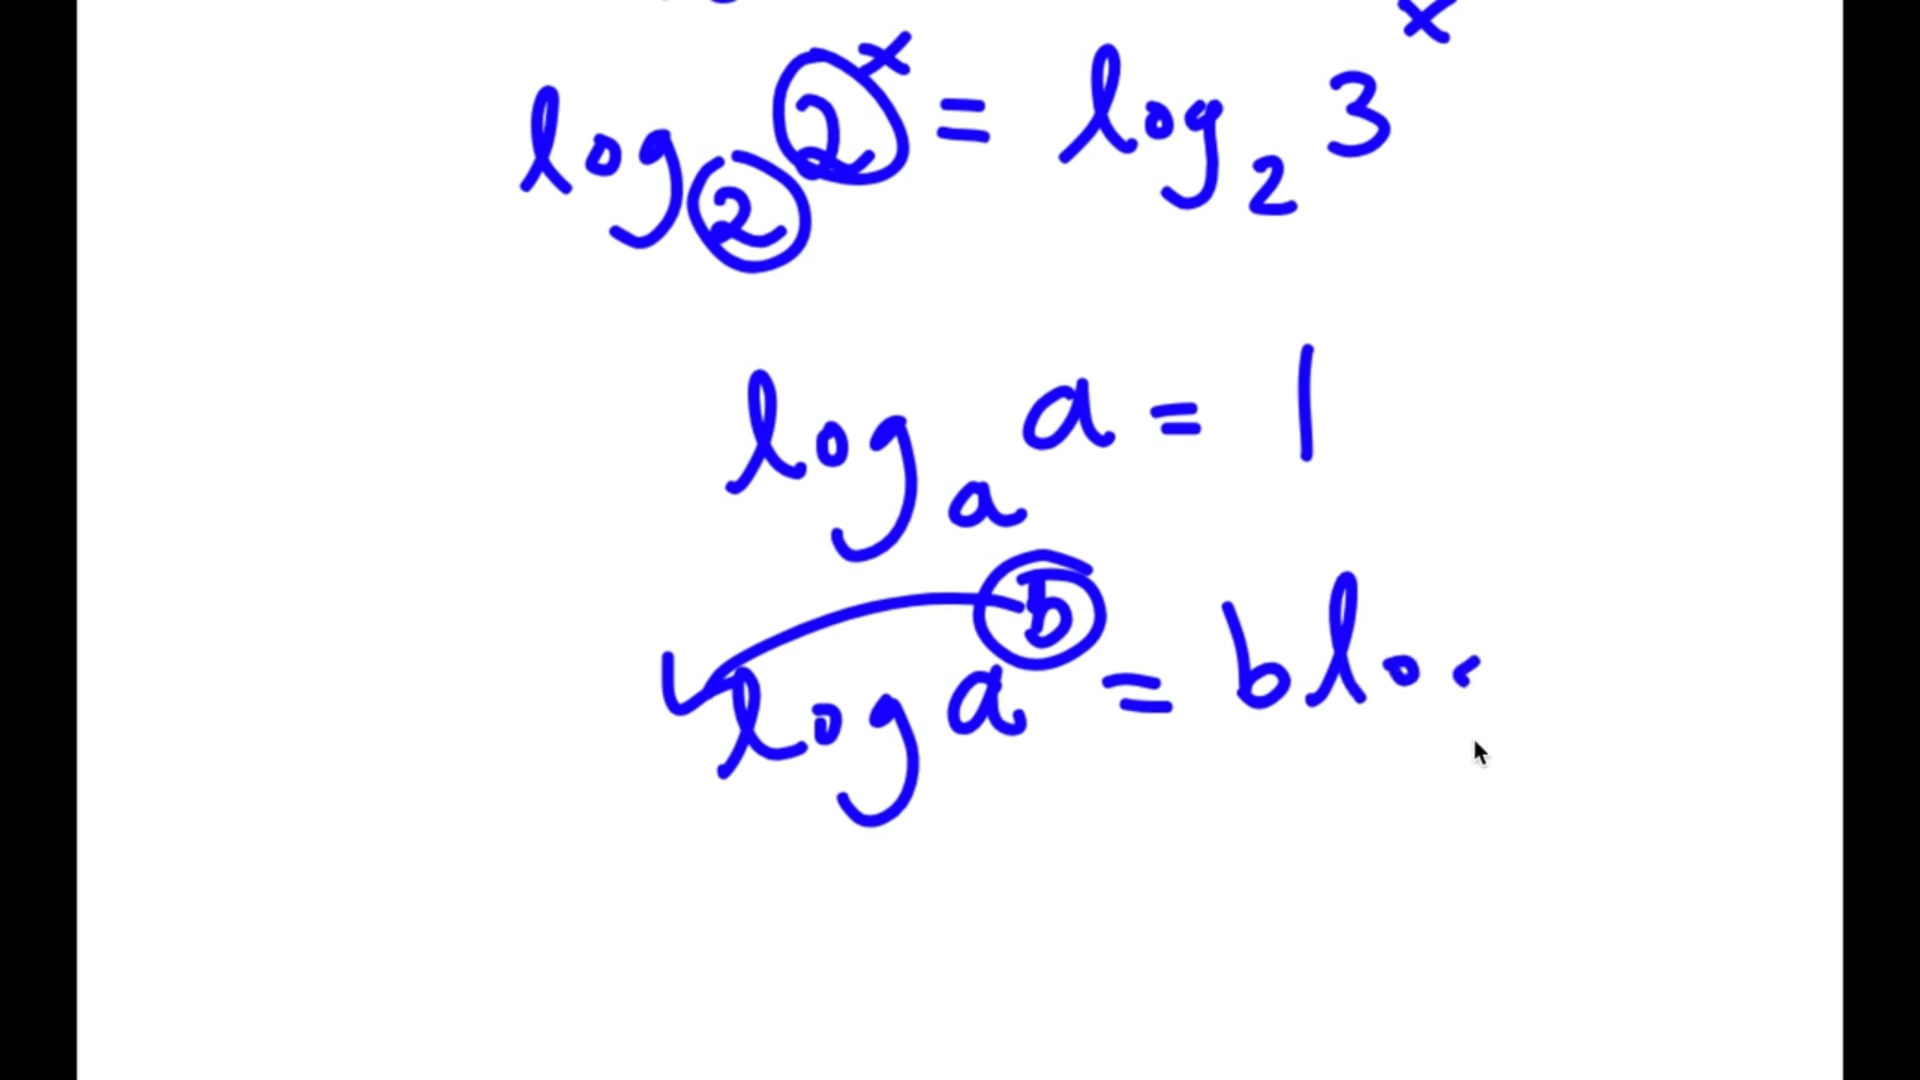 log₂ 2ˣ = log₂ 3ˣ
logₐ a = 1
log aᵇ = b lo